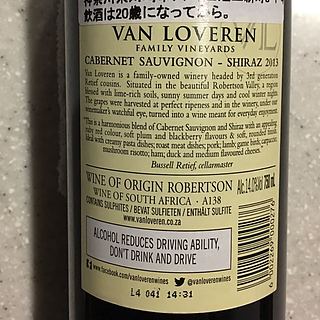 飲酒は20歳になってから。
VAN LOVEREN
FAMILY VINEYARDS
CABERNET SAUVIGNON - SHIRAZ 2013
Van Loveren is a family-owned winery headed by 3rd generation
Retief cousins. Situated in the beautiful Robertson Valley, a region
blessed with lime-rich soils, sunny summer days and cool winter nights.
The grapes were harvested at perfect ripeness and in the winery, under our
winemaker's watchful eye, turned into a wine meant for everyday enjoyment.
"This is a harmonious blend of Cabernet Sauvignon and Shiraz with an appealing
ruby red colour, soft plum and blackberry flavours & soft, rounded finish.
Ideal with creamy pasta dishes; roast meat dishes; pork; lamb; game birds; carpaccio;
mushroom risotto; ham; duck and medium flavoured cheeses."
Bussell Retief, cellarmaster
WINE OF ORIGIN ROBERTSON
WINE OF SOUTH AFRICA · A138
CONTAINS SULPHITES / BEVAT SULFIETEN / ENTHÄLT SULFITE
www.vanloveren.co.za
Alc.14.0%Vol 750 mℓ
ALCOHOL REDUCES DRIVING ABILITY,
DON'T DRINK AND DRIVE
6 002269 000276
www.facebook.com/vanloverenwines @vanloverenwines
L4 041 14:31